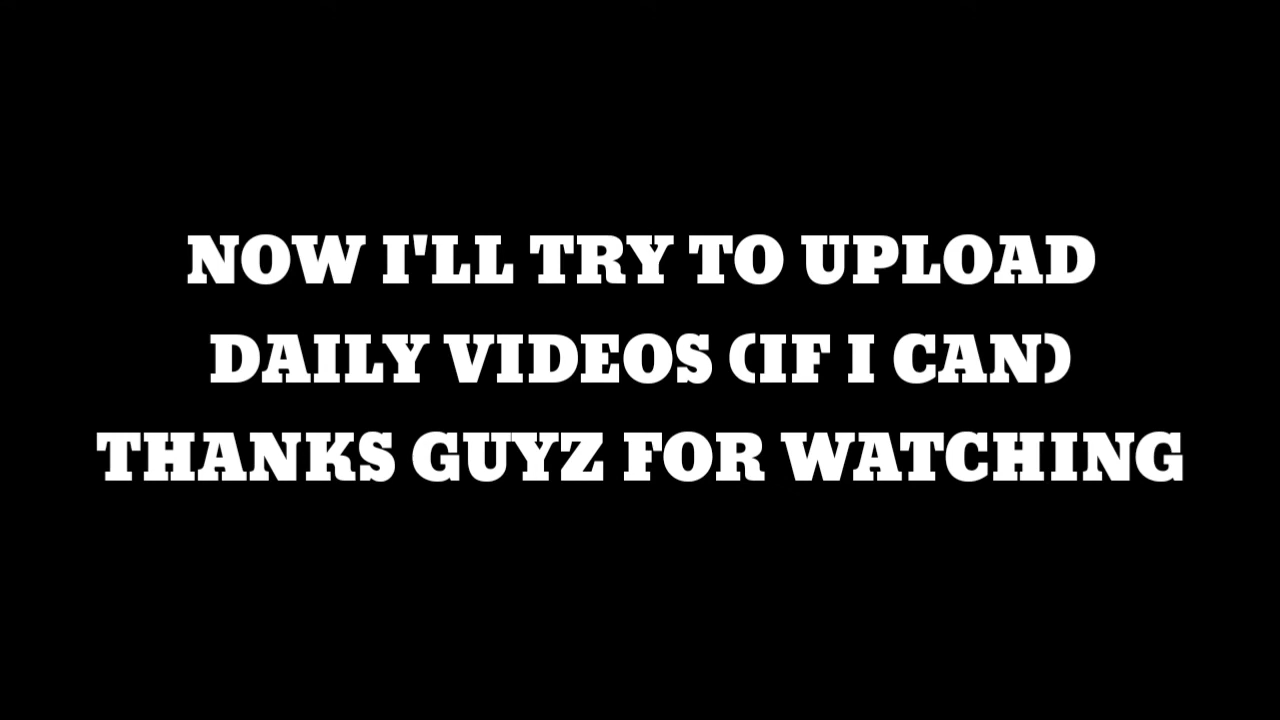 NOW I'LL TRY TO UPLOAD
DAILY VIDEOS (IF I CAN)
THANKS GUYZ FOR WATCHING